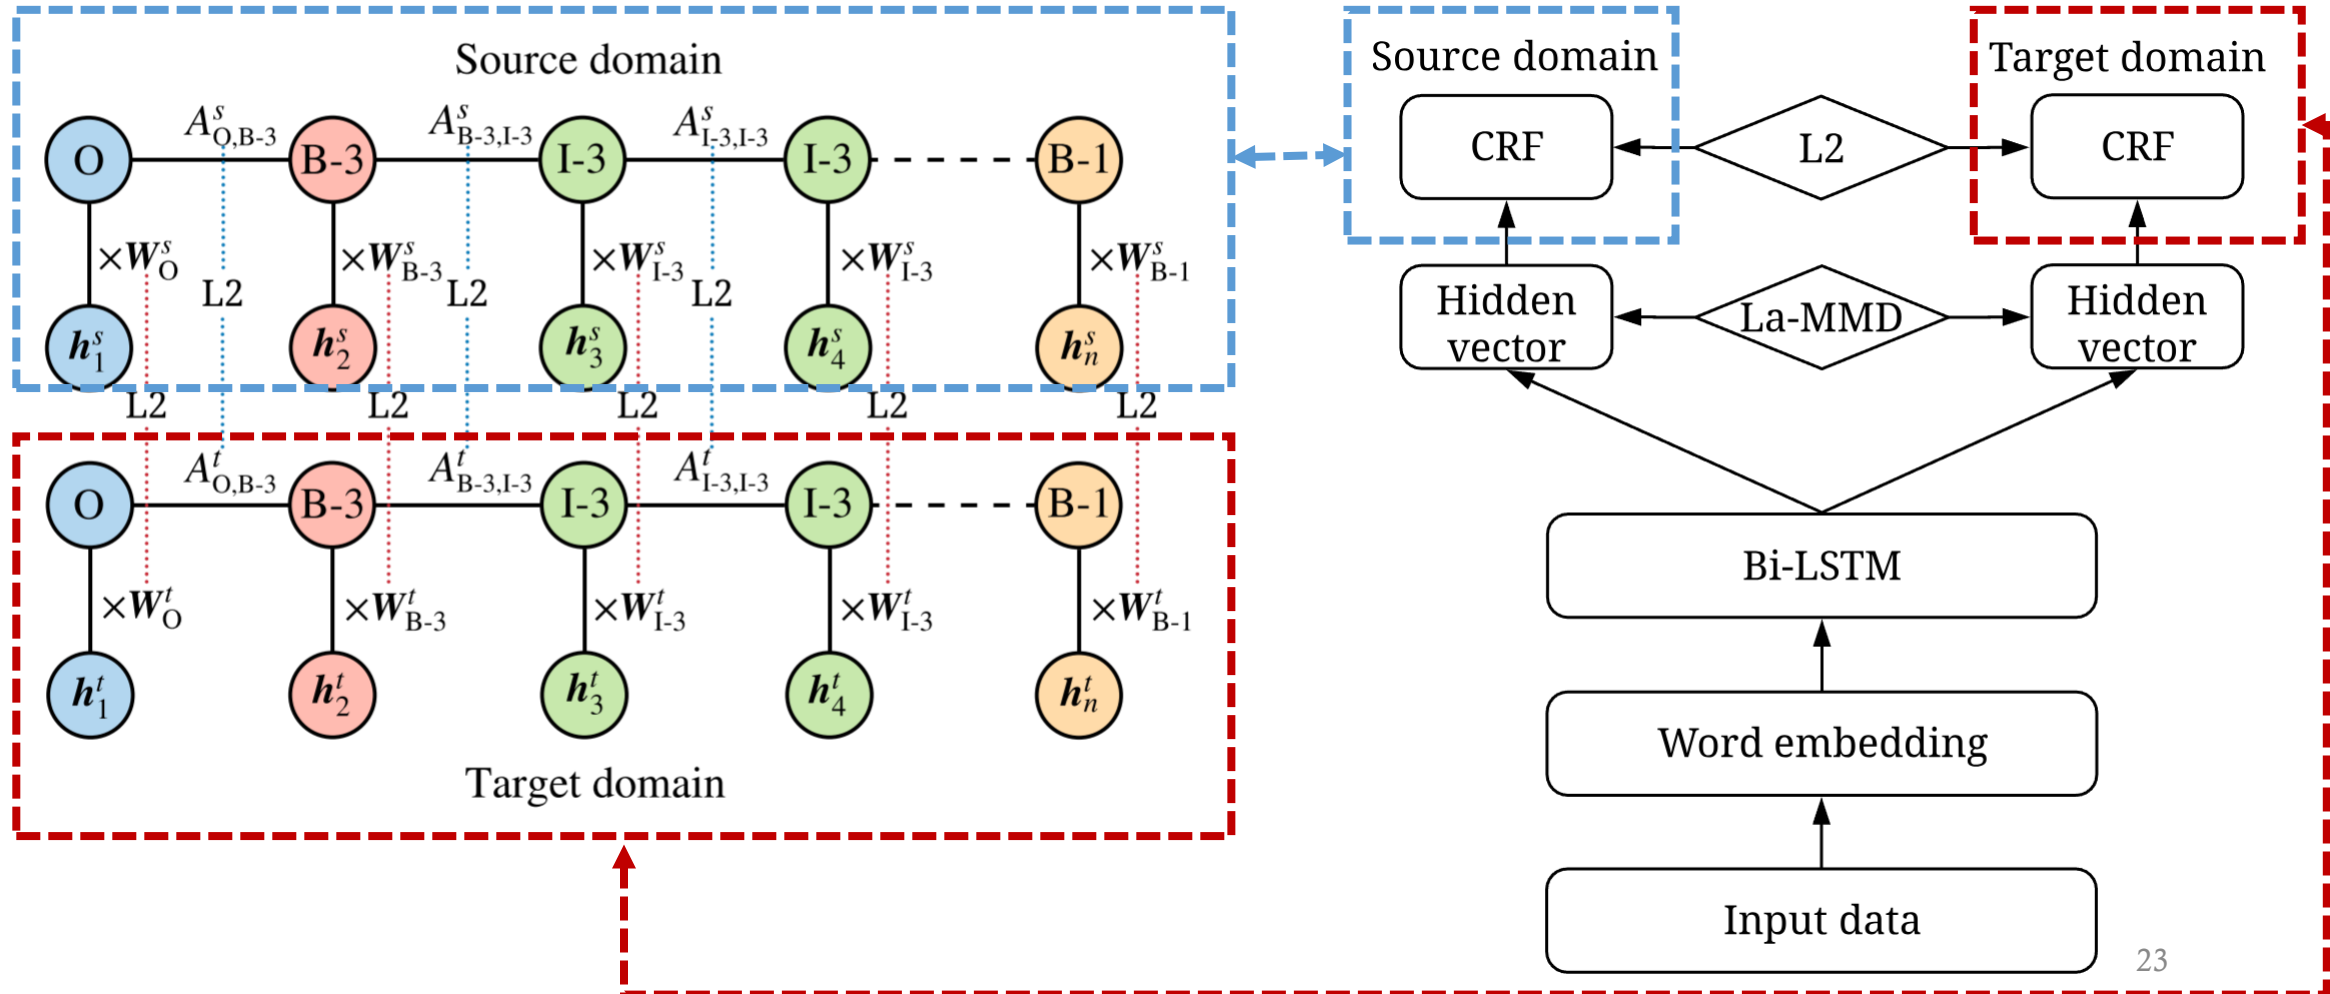 Source domain
A^s_{O,B-3} A^s_{B-3,I-3} A^s_{I-3,I-3}
O B-3 I-3 I-3 B-1
×W^s_O ×W^s_{B-3} ×W^s_{I-3} ×W^s_{I-3} ×W^s_{B-1}
L2 L2 L2
h^s_1 h^s_2 h^s_3 h^s_4 h^s_n
L2 L2 L2 L2 L2
A^t_{O,B-3} A^t_{B-3,I-3} A^t_{I-3,I-3}
O B-3 I-3 I-3 B-1
×W^t_O ×W^t_{B-3} ×W^t_{I-3} ×W^t_{I-3} ×W^t_{B-1}
h^t_1 h^t_2 h^t_3 h^t_4 h^t_n
Target domain
Source domain
Target domain
CRF
L2
CRF
Hidden
vector
La-MMD
Hidden
vector
Bi-LSTM
Word embedding
Input data
23